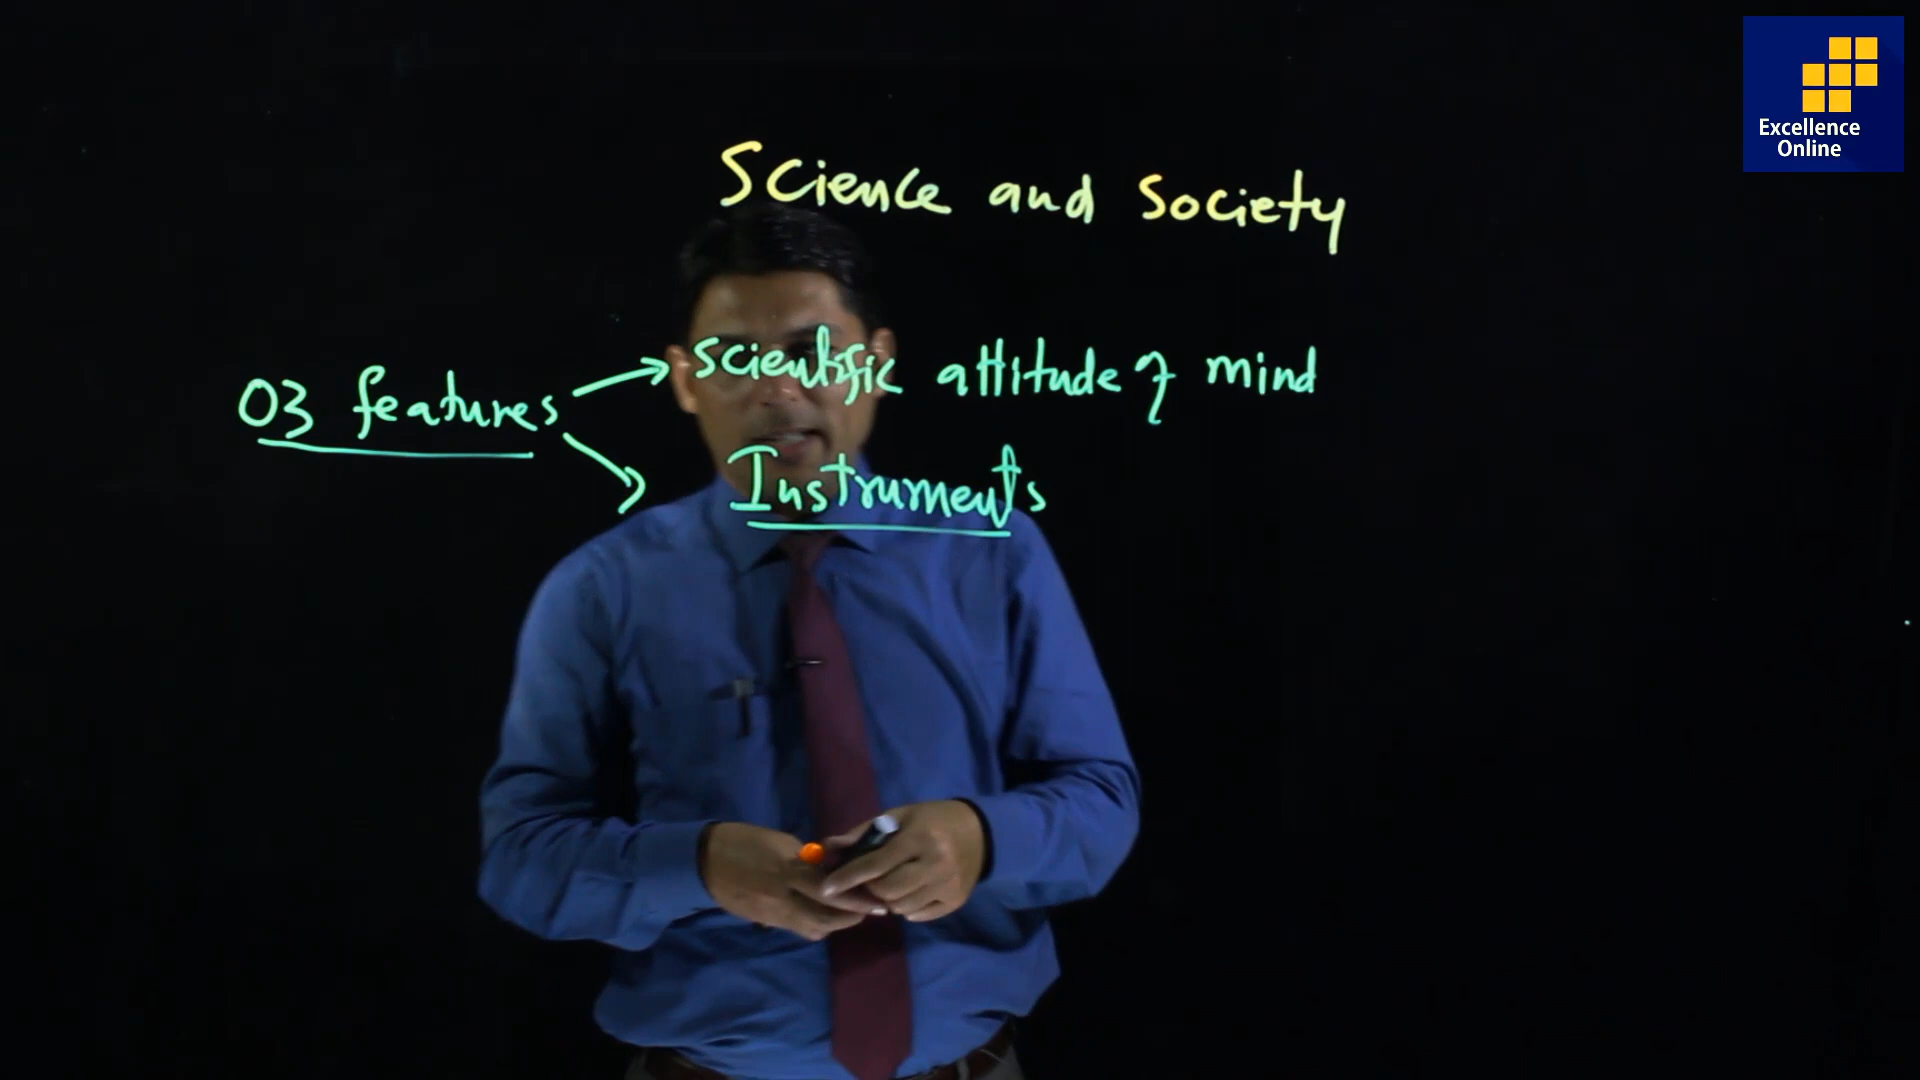 Excellence
Online
Science and Society
03 features
Scientific attitude of mind
Instruments